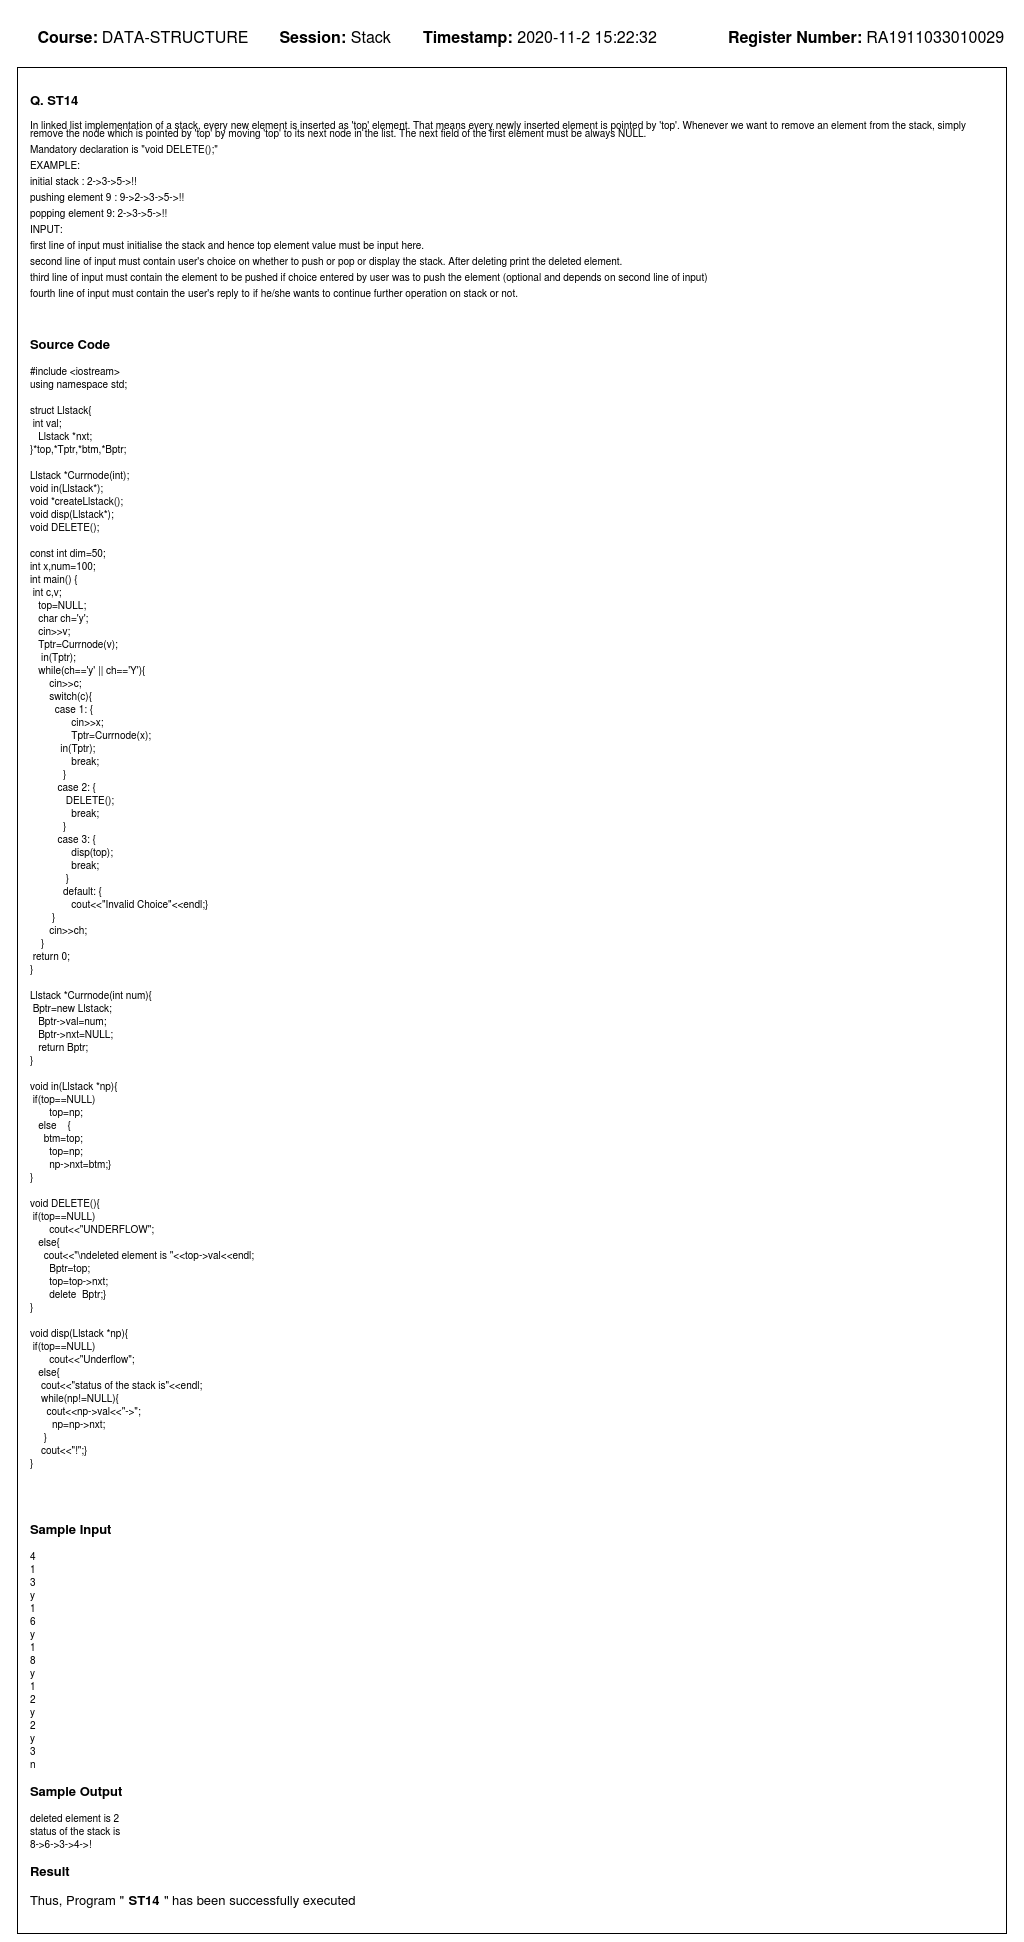 Course: DATA-STRUCTURE Session: Stack Timestamp: 2020-11-2 15:22:32 Register Number: RA1911033010029
Q. ST14
In linked list implementation of a stack, every new element is inserted as 'top' element. That means every newly inserted element is pointed by 'top'. Whenever we want to remove an element from the stack, simply
remove the node which is pointed by 'top' by moving 'top' to its next node in the list. The next field of the first element must be always NULL.
Mandatory declaration is "void DELETE();"
EXAMPLE:
initial stack : 2->3->5->!!
pushing element 9 : 9->2->3->5->!!
popping element 9: 2->3->5->!!
INPUT:
first line of input must initialise the stack and hence top element value must be input here.
second line of input must contain user's choice on whether to push or pop or display the stack. After deleting print the deleted element.
third line of input must contain the element to be pushed if choice entered by user was to push the element (optional and depends on second line of input)
fourth line of input must contain the user's reply to if he/she wants to continue further operation on stack or not.
Source Code
#include <iostream>
using namespace std;
struct Llstack{
int val;
Llstack *nxt;
}*top,*Tptr,*btm,*Bptr;
Llstack *Currnode(int);
void in(Llstack*);
void *createLlstack();
void disp(Llstack*);
void DELETE();
const int dim=50;
int x,num=100;
int main() {
int c,v;
top=NULL;
char ch='y';
cin>>v;
Tptr=Currnode(v);
in(Tptr);
while(ch=='y' || ch=='Y'){
cin>>c;
switch(c){
case 1: {
cin>>x;
Tptr=Currnode(x);
in(Tptr);
break;
}
case 2: {
DELETE();
break;
}
case 3: {
disp(top);
break;
}
default: {
cout<<"Invalid Choice"<<endl;}
}
cin>>ch;
}
return 0;
}
Llstack *Currnode(int num){
Bptr=new Llstack;
Bptr->val=num;
Bptr->nxt=NULL;
return Bptr;
}
void in(Llstack *np){
if(top==NULL)
top=np;
else {
btm=top;
top=np;
np->nxt=btm;}
}
void DELETE(){
if(top==NULL)
cout<<"UNDERFLOW";
else{
cout<<"\ndeleted element is "<<top->val<<endl;
Bptr=top;
top=top->nxt;
delete Bptr;}
}
void disp(Llstack *np){
if(top==NULL)
cout<<"Underflow";
else{
cout<<"status of the stack is"<<endl;
while(np!=NULL){
cout<<np->val<<"->";
np=np->nxt;
}
cout<<"!";}
}
Sample Input
4
1
3
y
1
6
y
1
8
y
1
2
y
2
y
3
n
Sample Output
deleted element is 2
status of the stack is
8->6->3->4->!
Result
Thus, Program " ST14 " has been successfully executed